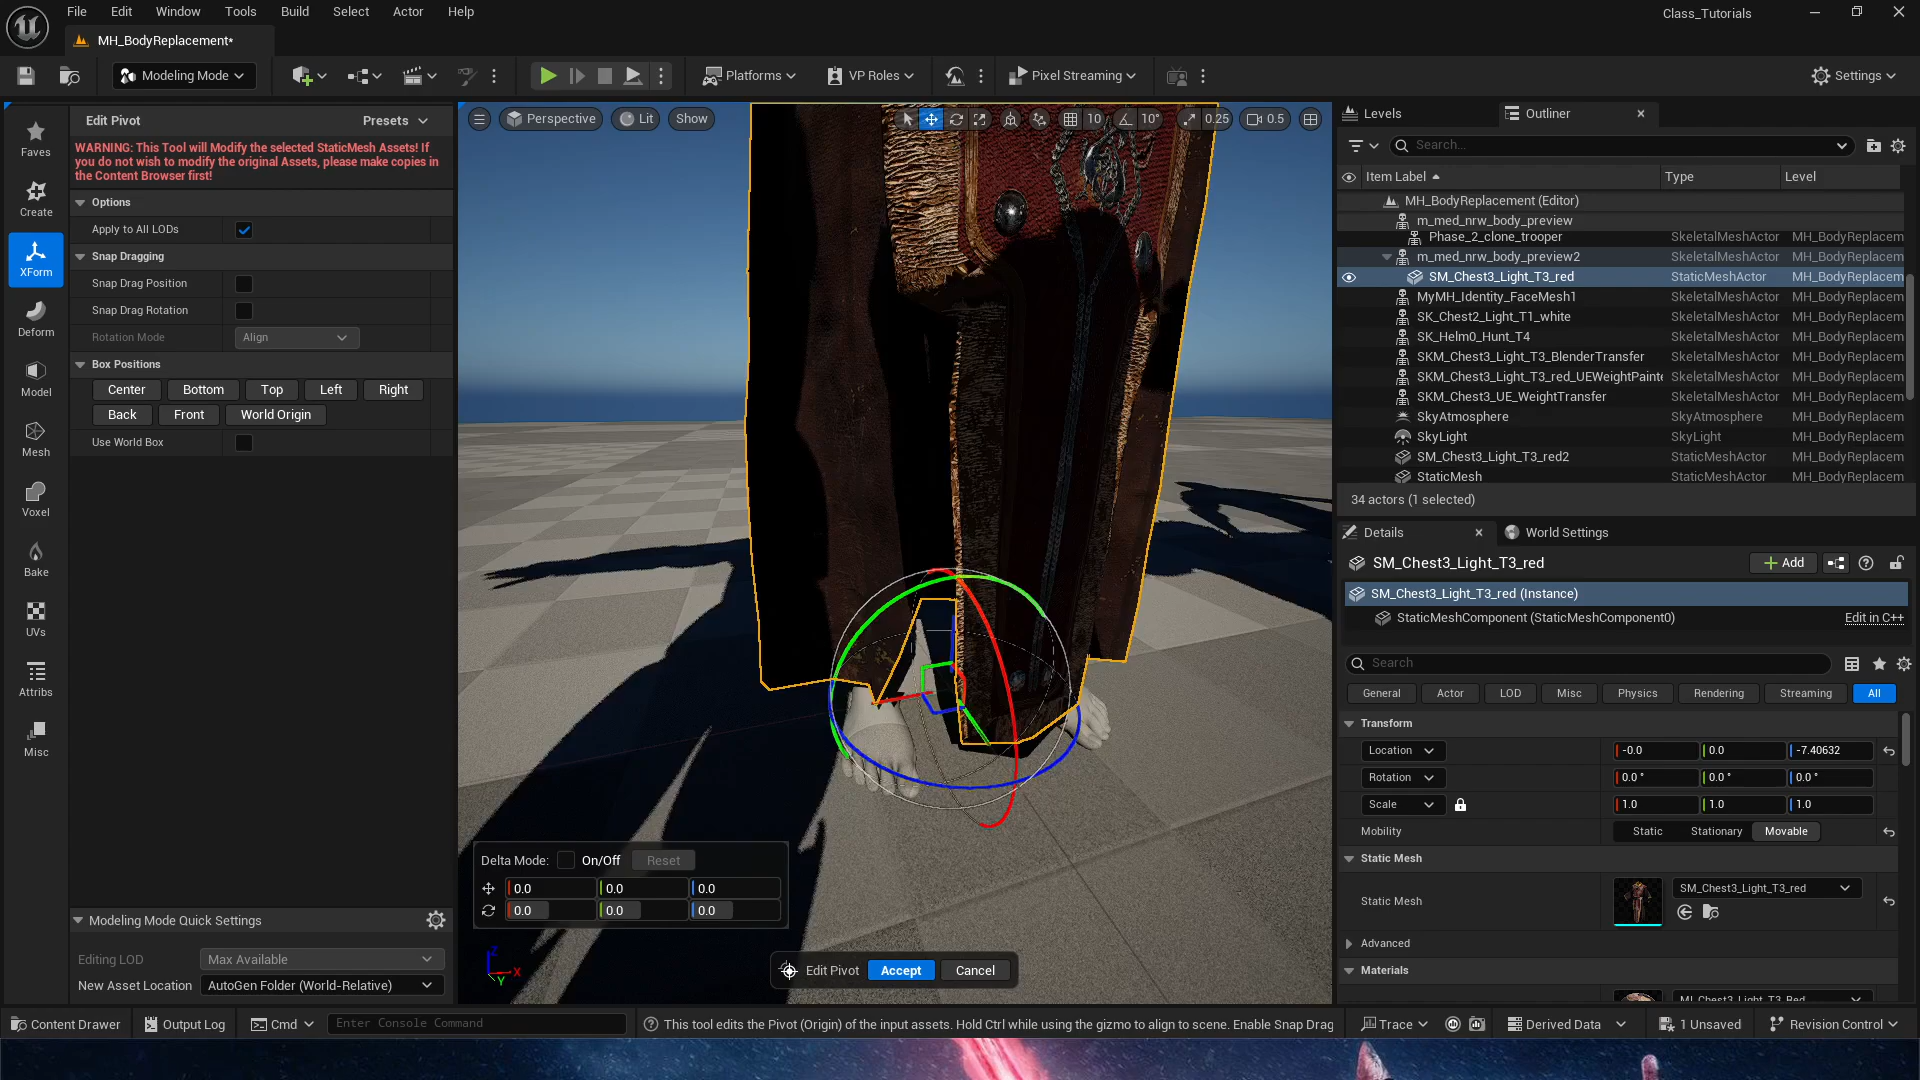 File Edit Window Tools Build Select Actor Help
Class_Tutorials
MH_BodyReplacement*
Modeling Mode
Platforms
VP Roles
Pixel Streaming
Settings
Faves
Create
XForm
Deform
Model
Mesh
Voxel
Bake
UVs
Attribs
Misc
Edit Pivot
Presets
WARNING: This Tool will Modify the selected StaticMesh Assets! If
you do not wish to modify the original Assets, please make copies in
the Content Browser first!
Options
Apply to All LODs
Snap Dragging
Snap Drag Position
Snap Drag Rotation
Rotation Mode Align
Box Positions
Center Bottom Top Left Right
Back Front World Origin
Use World Box
Modeling Mode Quick Settings
Editing LOD Max Available
New Asset Location AutoGen Folder (World-Relative)
Perspective Lit Show
10 10° 0.25 0.5
Delta Mode: On/Off Reset
0.0 0.0 0.0
0.0 0.0 0.0
Z
X
Y
Edit Pivot Accept Cancel
Levels
Outliner
Search...
Item Label Type Level
MH_BodyReplacement (Editor)
m_med_nrw_body_preview
Phase_2_clone_trooper SkeletalMeshActor MH_BodyReplacem
m_med_nrw_body_preview2 SkeletalMeshActor MH_BodyReplacem
SM_Chest3_Light_T3_red StaticMeshActor MH_BodyReplacem
MyMH_Identity_FaceMesh1 SkeletalMeshActor MH_BodyReplacem
SK_Chest2_Light_T1_white SkeletalMeshActor MH_BodyReplacem
SK_Helm0_Hunt_T4 SkeletalMeshActor MH_BodyReplacem
SKM_Chest3_Light_T3_BlenderTransfer SkeletalMeshActor MH_BodyReplacem
SKM_Chest3_Light_T3_red_UEWeightPainte SkeletalMeshActor MH_BodyReplacem
SKM_Chest3_UE_WeightTransfer SkeletalMeshActor MH_BodyReplacem
SkyAtmosphere SkyAtmosphere MH_BodyReplacem
SkyLight SkyLight MH_BodyReplacem
SM_Chest3_Light_T3_red2 StaticMeshActor MH_BodyReplacem
StaticMesh StaticMeshActor MH_BodyReplacem
34 actors (1 selected)
Details
World Settings
SM_Chest3_Light_T3_red
Add
SM_Chest3_Light_T3_red (Instance)
StaticMeshComponent (StaticMeshComponent0) Edit in C++
Search
General Actor LOD Misc Physics Rendering Streaming All
Transform
Location -0.0 0.0 -7.40632
Rotation 0.0° 0.0° 0.0°
Scale 1.0 1.0 1.0
Mobility Static Stationary Movable
Static Mesh
Static Mesh SM_Chest3_Light_T3_red
Advanced
Materials
MI_Chest3_Light_T3_Red
Content Drawer Output Log Cmd Enter Console Command
This tool edits the Pivot (Origin) of the input assets. Hold Ctrl while using the gizmo to align to scene. Enable Snap Drag
Trace Derived Data 1 Unsaved Revision Control